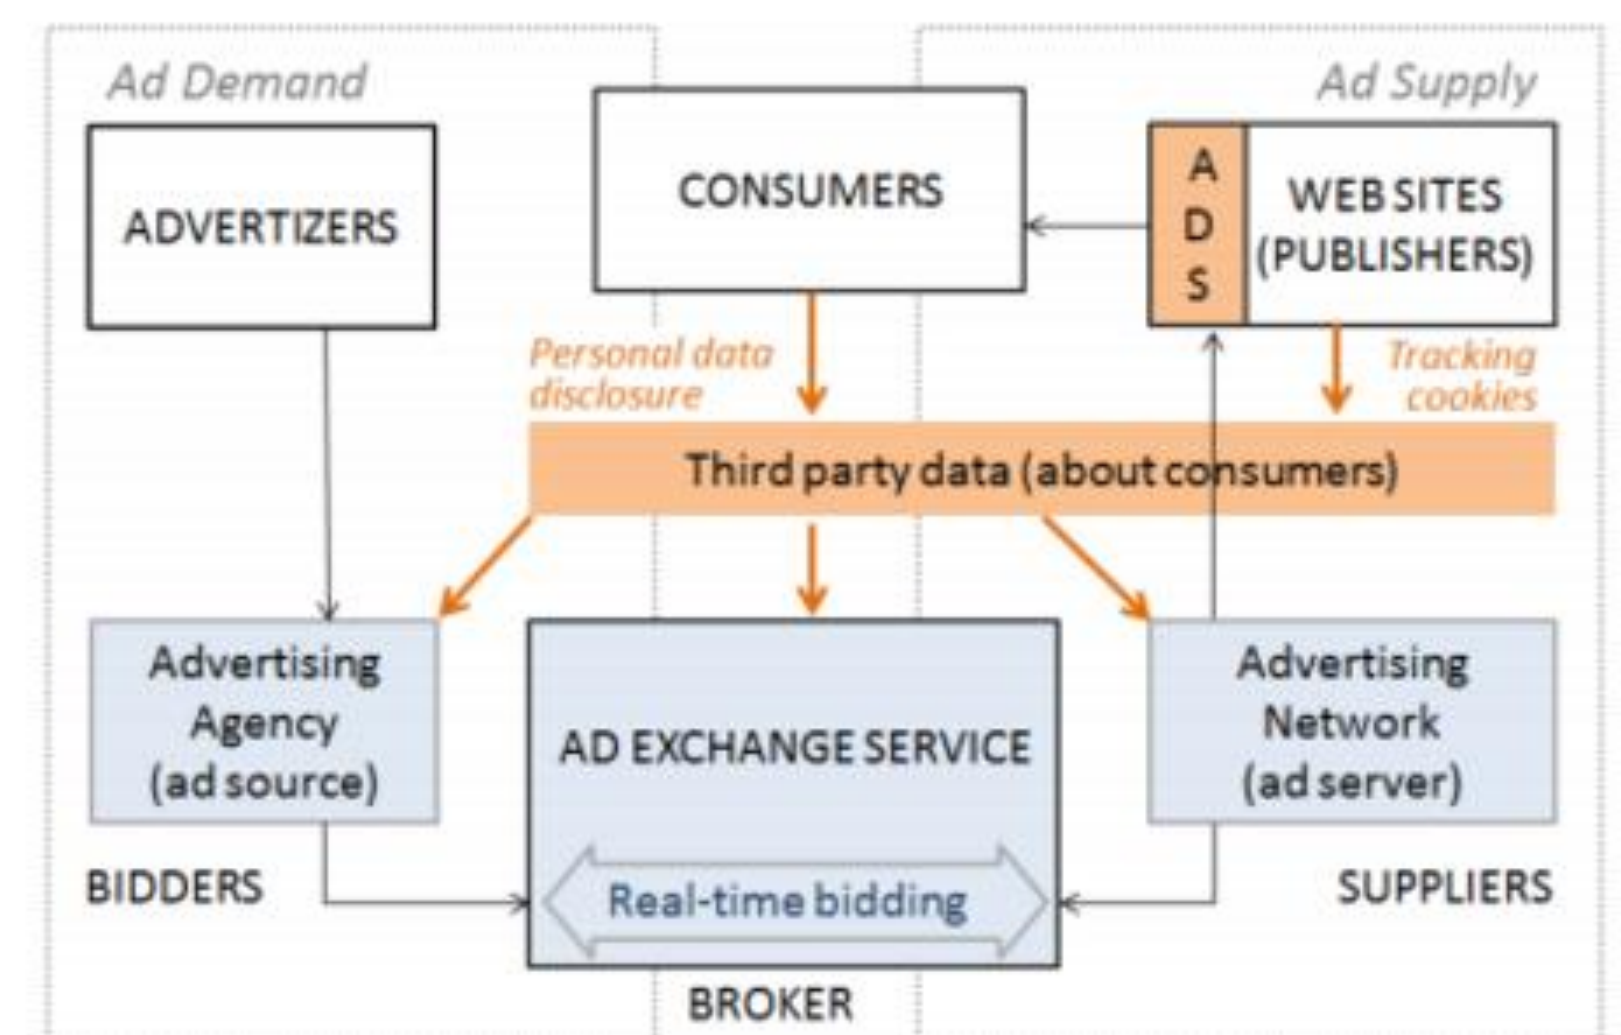 Ad Demand
Ad Supply
ADVERTIZERS
CONSUMERS
A
D
S
WEB SITES
(PUBLISHERS)
Personal data
disclosure
Tracking
cookies
Third party data (about consumers)
Advertising
Agency
(ad source)
AD EXCHANGE SERVICE
Advertising
Network
(ad server)
BIDDERS
Real-time bidding
SUPPLIERS
BROKER